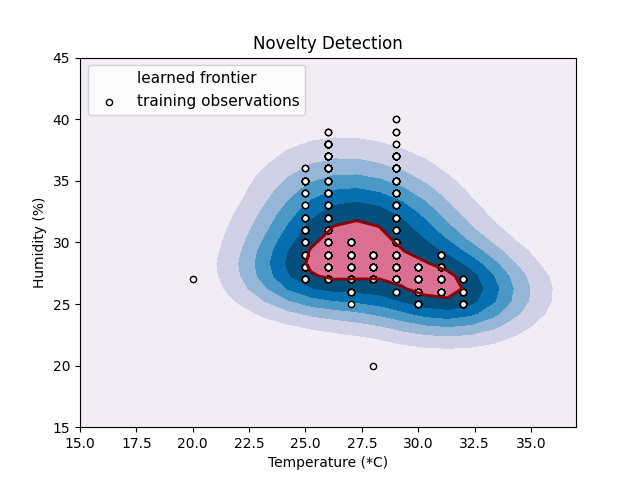 Novelty Detection
learned frontier
training observations
45
40
35
30
25
20
15
Humidity (%)
15.0 17.5 20.0 22.5 25.0 27.5 30.0 32.5 35.0
Temperature (*C)